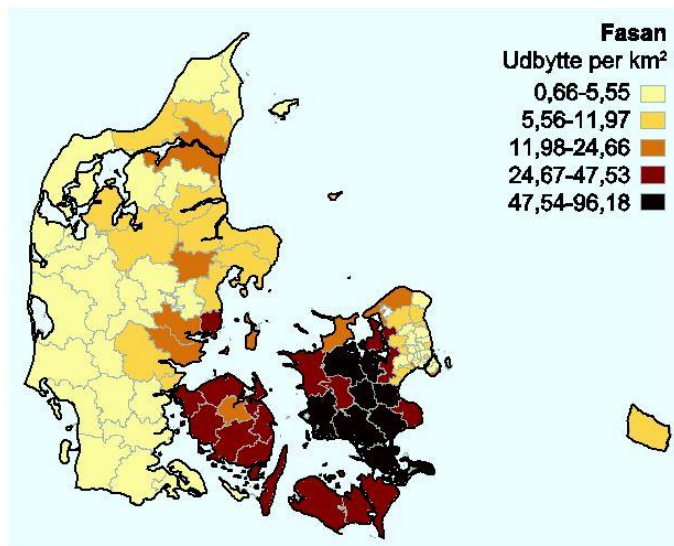 Fasan
Udbytte per km²
0,66-5,55
5,56-11,97
11,98-24,66
24,67-47,53
47,54-96,18